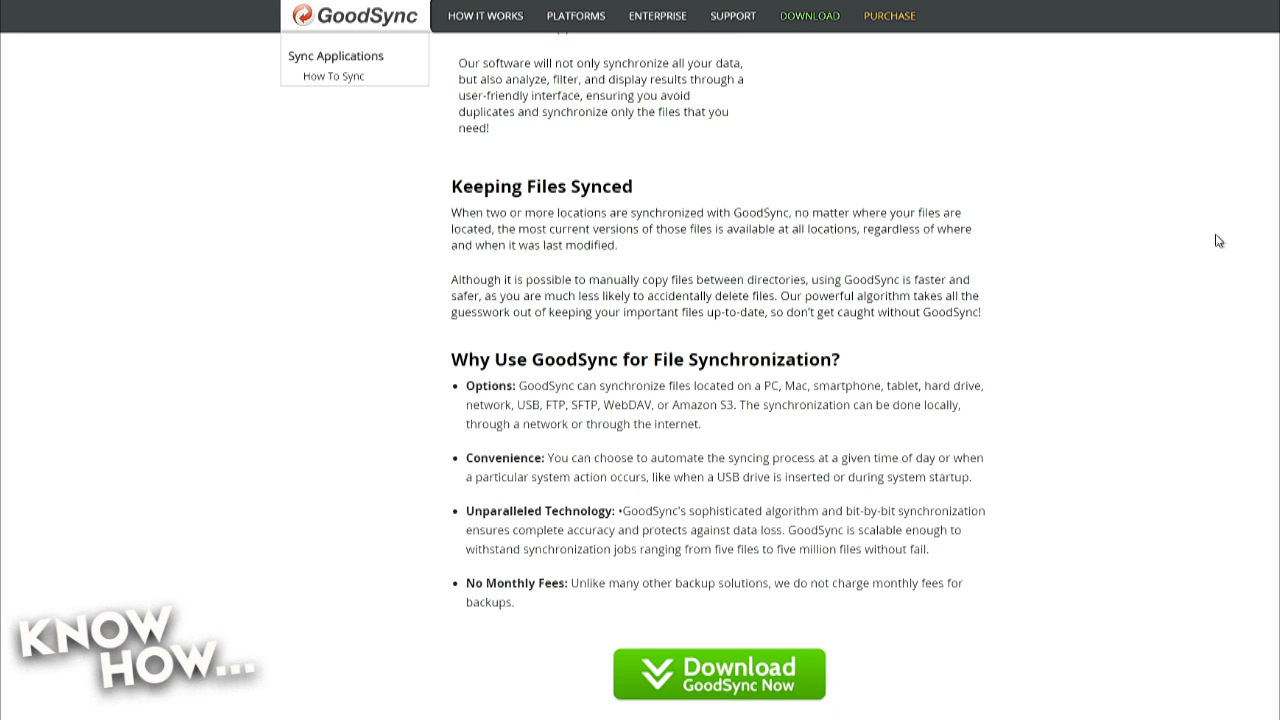 GoodSync HOW IT WORKS PLATFORMS ENTERPRISE SUPPORT DOWNLOAD PURCHASE
Sync Applications
How To Sync
Our software will not only synchronize all your data,
but also analyze, filter, and display results through a
user-friendly interface, ensuring you avoid
duplicates and synchronize only the files that you
need!
Keeping Files Synced
When two or more locations are synchronized with GoodSync, no matter where your files are
located, the most current versions of those files is available at all locations, regardless of where
and when it was last modified.
Although it is possible to manually copy files between directories, using GoodSync is faster and
safer, as you are much less likely to accidentally delete files. Our powerful algorithm takes all the
guesswork out of keeping your important files up-to-date, so don't get caught without GoodSync!
Why Use GoodSync for File Synchronization?
• Options: GoodSync can synchronize files located on a PC, Mac, smartphone, tablet, hard drive,
network, USB, FTP, SFTP, WebDAV, or Amazon S3. The synchronization can be done locally,
through a network or through the internet.
• Convenience: You can choose to automate the syncing process at a given time of day or when
a particular system action occurs, like when a USB drive is inserted or during system startup.
• Unparalleled Technology: •GoodSync's sophisticated algorithm and bit-by-bit synchronization
ensures complete accuracy and protects against data loss. GoodSync is scalable enough to
withstand synchronization jobs ranging from five files to five million files without fail.
• No Monthly Fees: Unlike many other backup solutions, we do not charge monthly fees for
backups.
KNOW
HOW...
Download
GoodSync Now